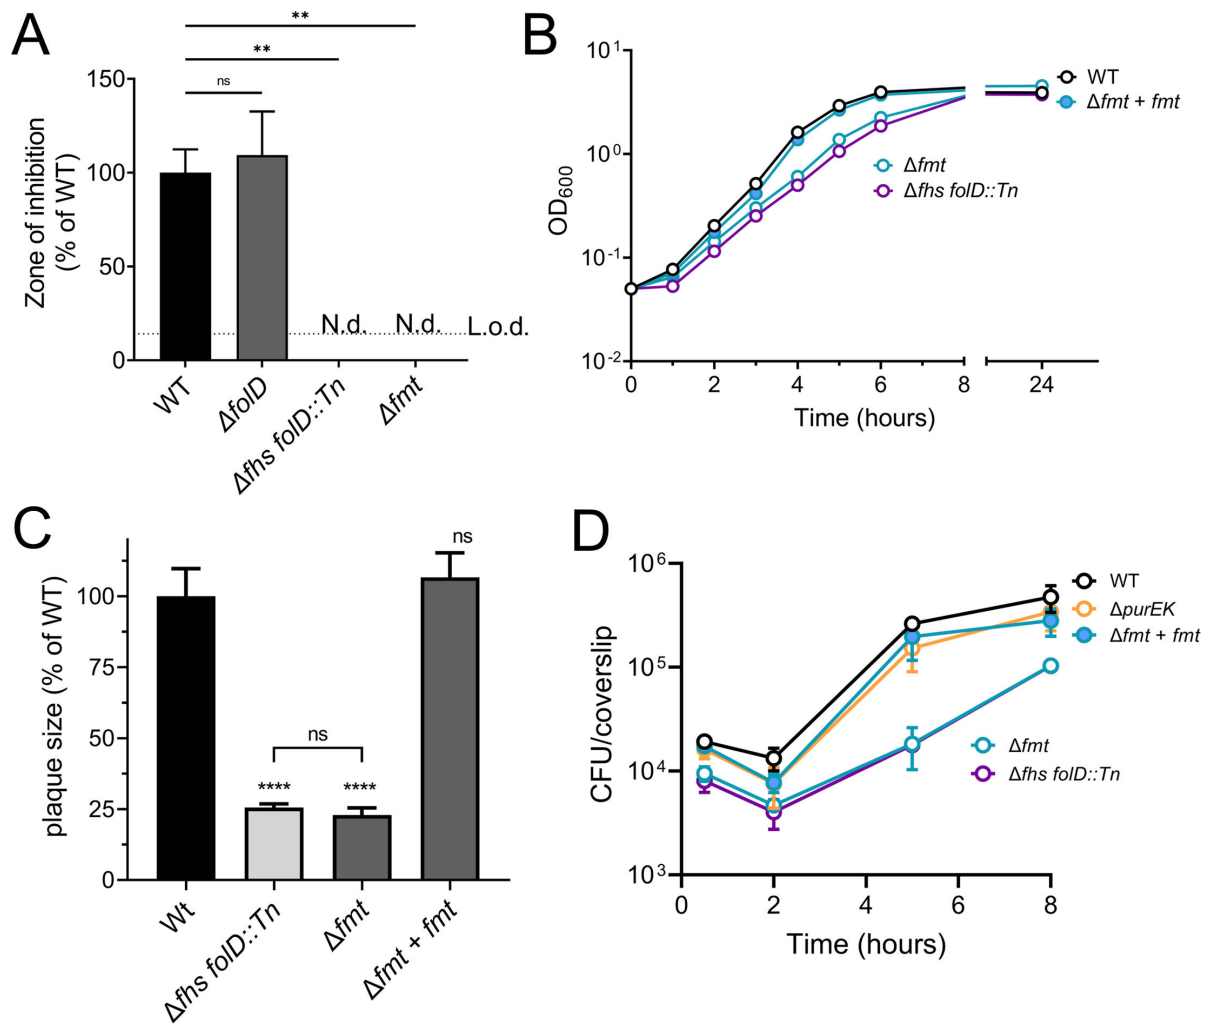 A
**
**
ns
Zone of inhibition
(% of WT)
150
100
50
0
N.d.
N.d.
L.o.d.
WT
ΔfolD
Δfhs folD::Tn
Δfmt
B
OD600
10¹
10⁰
10⁻¹
10⁻²
0
2
4
6
8
24
Time (hours)
WT
Δfmt + fmt
Δfmt
Δfhs folD::Tn
C
plaque size (% of WT)
100
75
50
25
0
ns
****
****
ns
Wt
Δfhs folD::Tn
Δfmt
Δfmt + fmt
D
CFU/coverslip
10⁶
10⁵
10⁴
10³
0
2
4
6
8
Time (hours)
WT
ΔpurEK
Δfmt + fmt
Δfmt
Δfhs folD::Tn